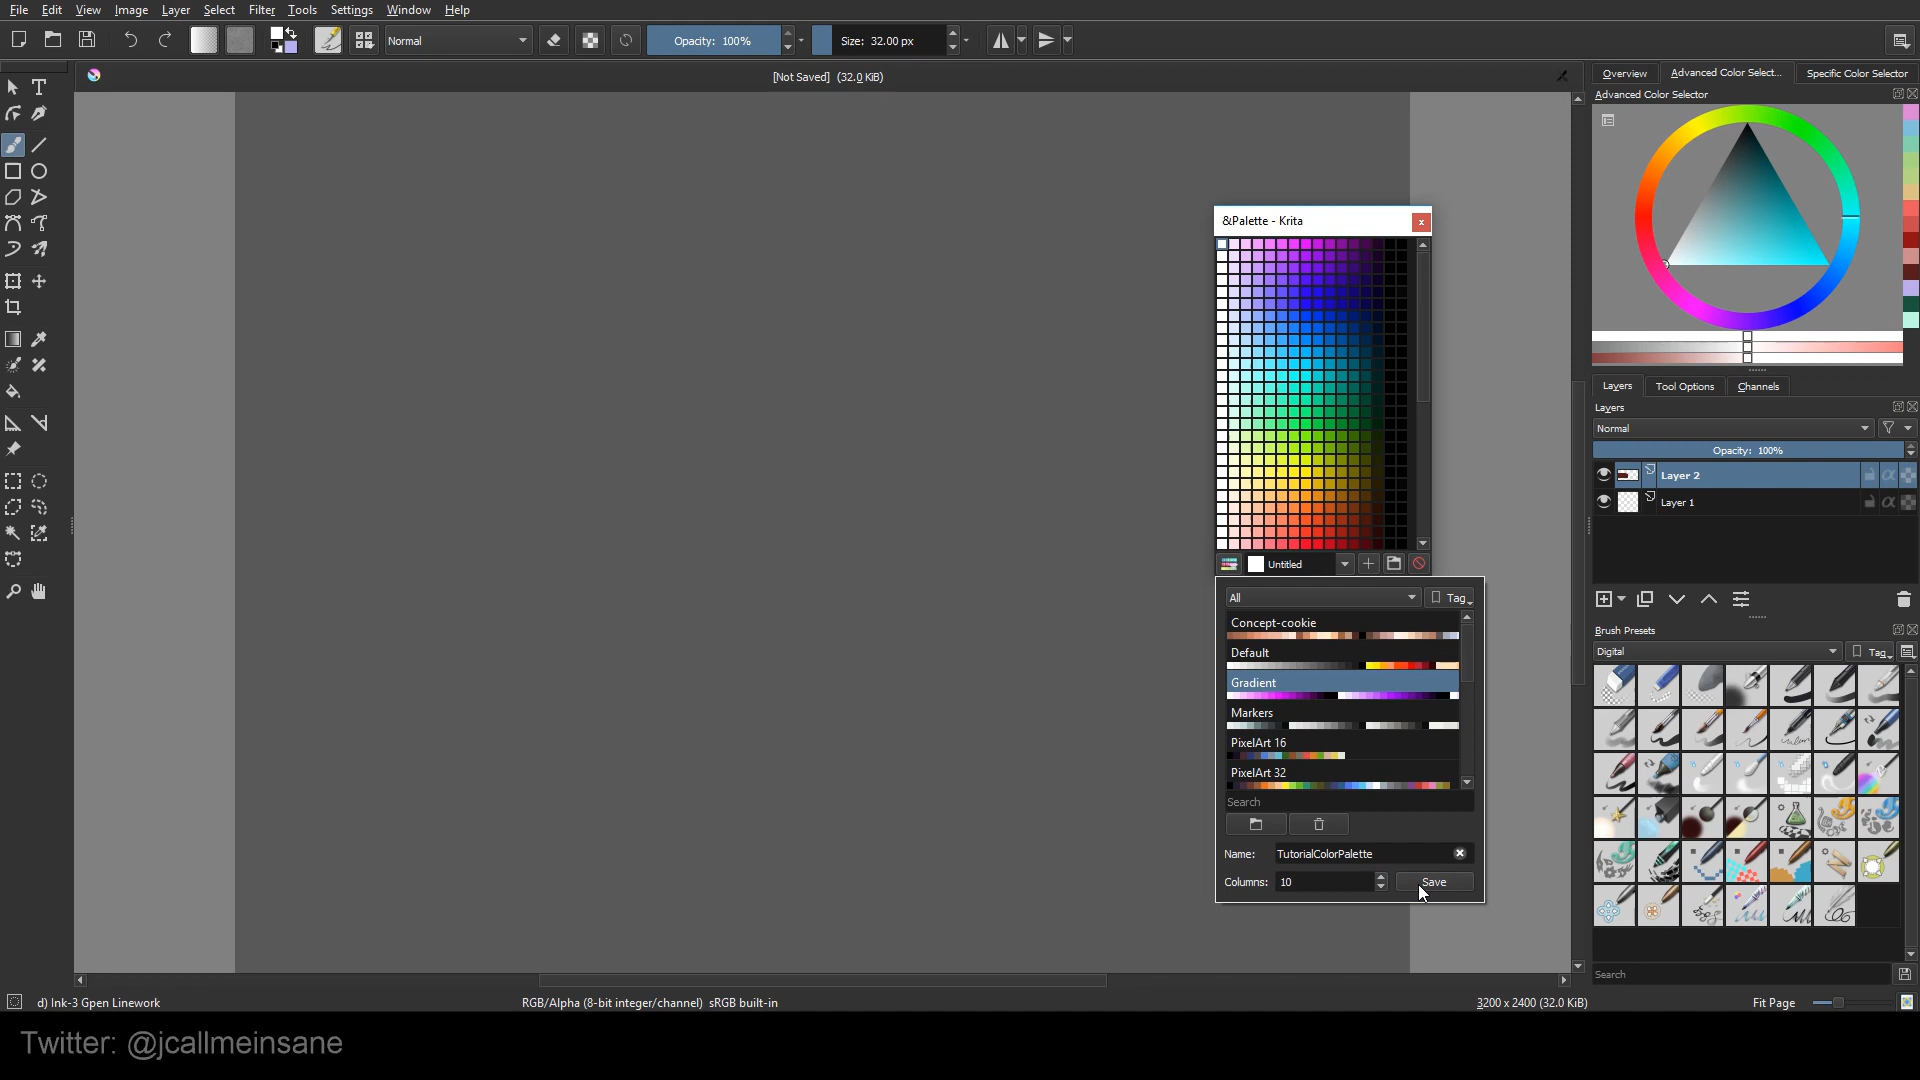 File Edit View Image Layer Select Filter Tools Settings Window Help
Normal
Opacity: 100%
Size: 32.00 px
[Not Saved] (32.0 KiB)
Overview
Advanced Color Select...
Specific Color Selector
Advanced Color Selector
&Palette - Krita
Untitled
All
Tag
Concept-cookie
Default
Gradient
Markers
PixelArt 16
PixelArt 32
Search
Name: TutorialColorPalette
Columns: 10
Save
Layers
Tool Options
Channels
Layers
Normal
Opacity: 100%
Layer 2
Layer 1
Brush Presets
Digital
Tag
Search
d) Ink-3 Gpen Linework
RGB/Alpha (8-bit integer/channel) sRGB built-in
3200 x 2400 (32.0 KiB)
Fit Page
Twitter: @jcallmeinsane